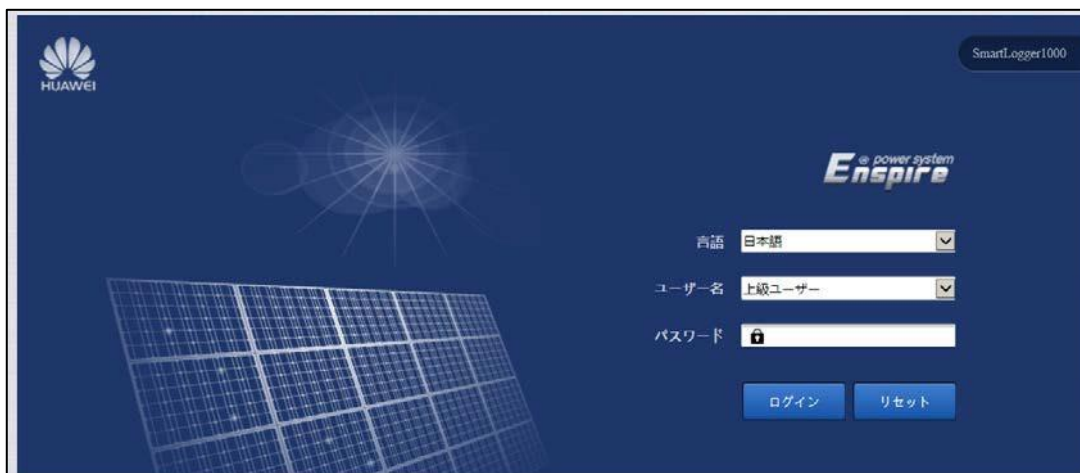 HUAWEI
SmartLogger1000
Enspire @ power system
言語 日本語
ユーザー名 上級ユーザー
パスワード
ログイン リセット